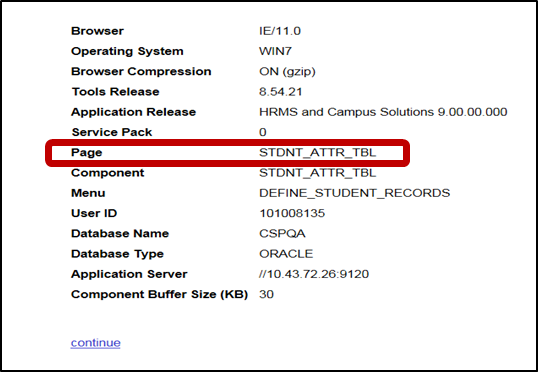 Browser IE/11.0
Operating System WIN7
Browser Compression ON (gzip)
Tools Release 8.54.21
Application Release HRMS and Campus Solutions 9.00.00.000
Service Pack 0
Page STDNT_ATTR_TBL
Component STDNT_ATTR_TBL
Menu DEFINE_STUDENT_RECORDS
User ID 101008135
Database Name CSPQA
Database Type ORACLE
Application Server //10.43.72.26:9120
Component Buffer Size (KB) 30
continue